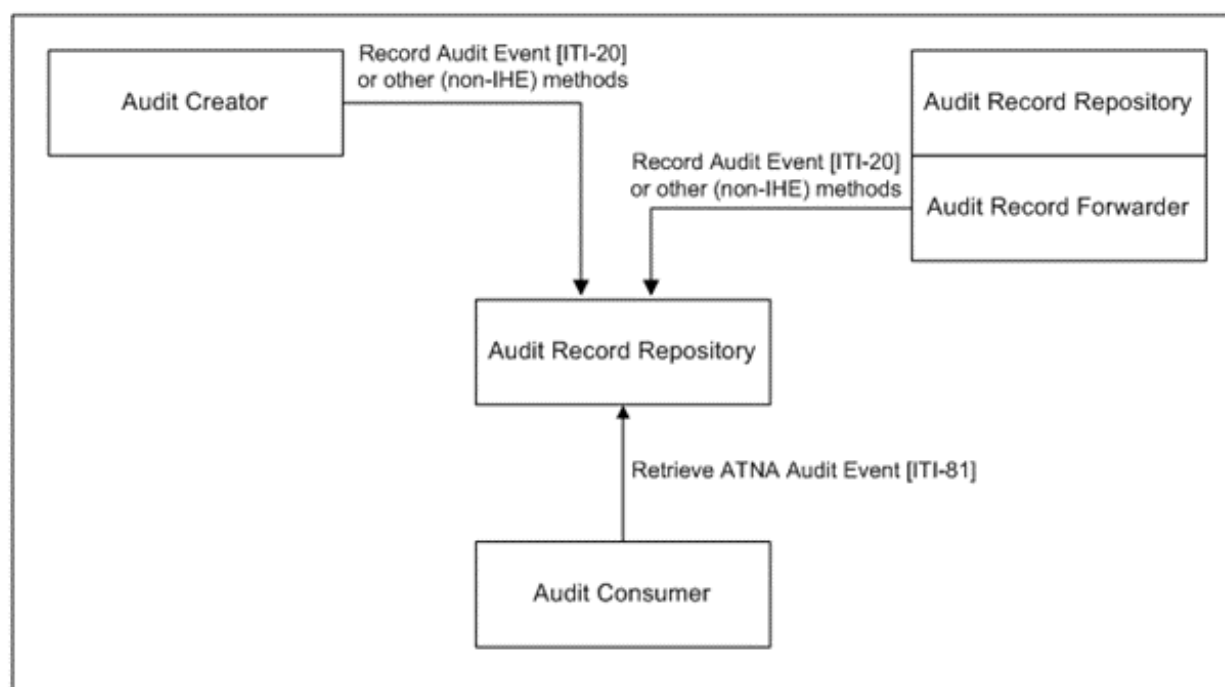 Record Audit Event [ITI-20]
or other (non-IHE) methods
Audit Creator
Audit Record Repository
Record Audit Event [ITI-20]
or other (non-IHE) methods
Audit Record Forwarder
Audit Record Repository
Retrieve ATNA Audit Event [ITI-81]
Audit Consumer